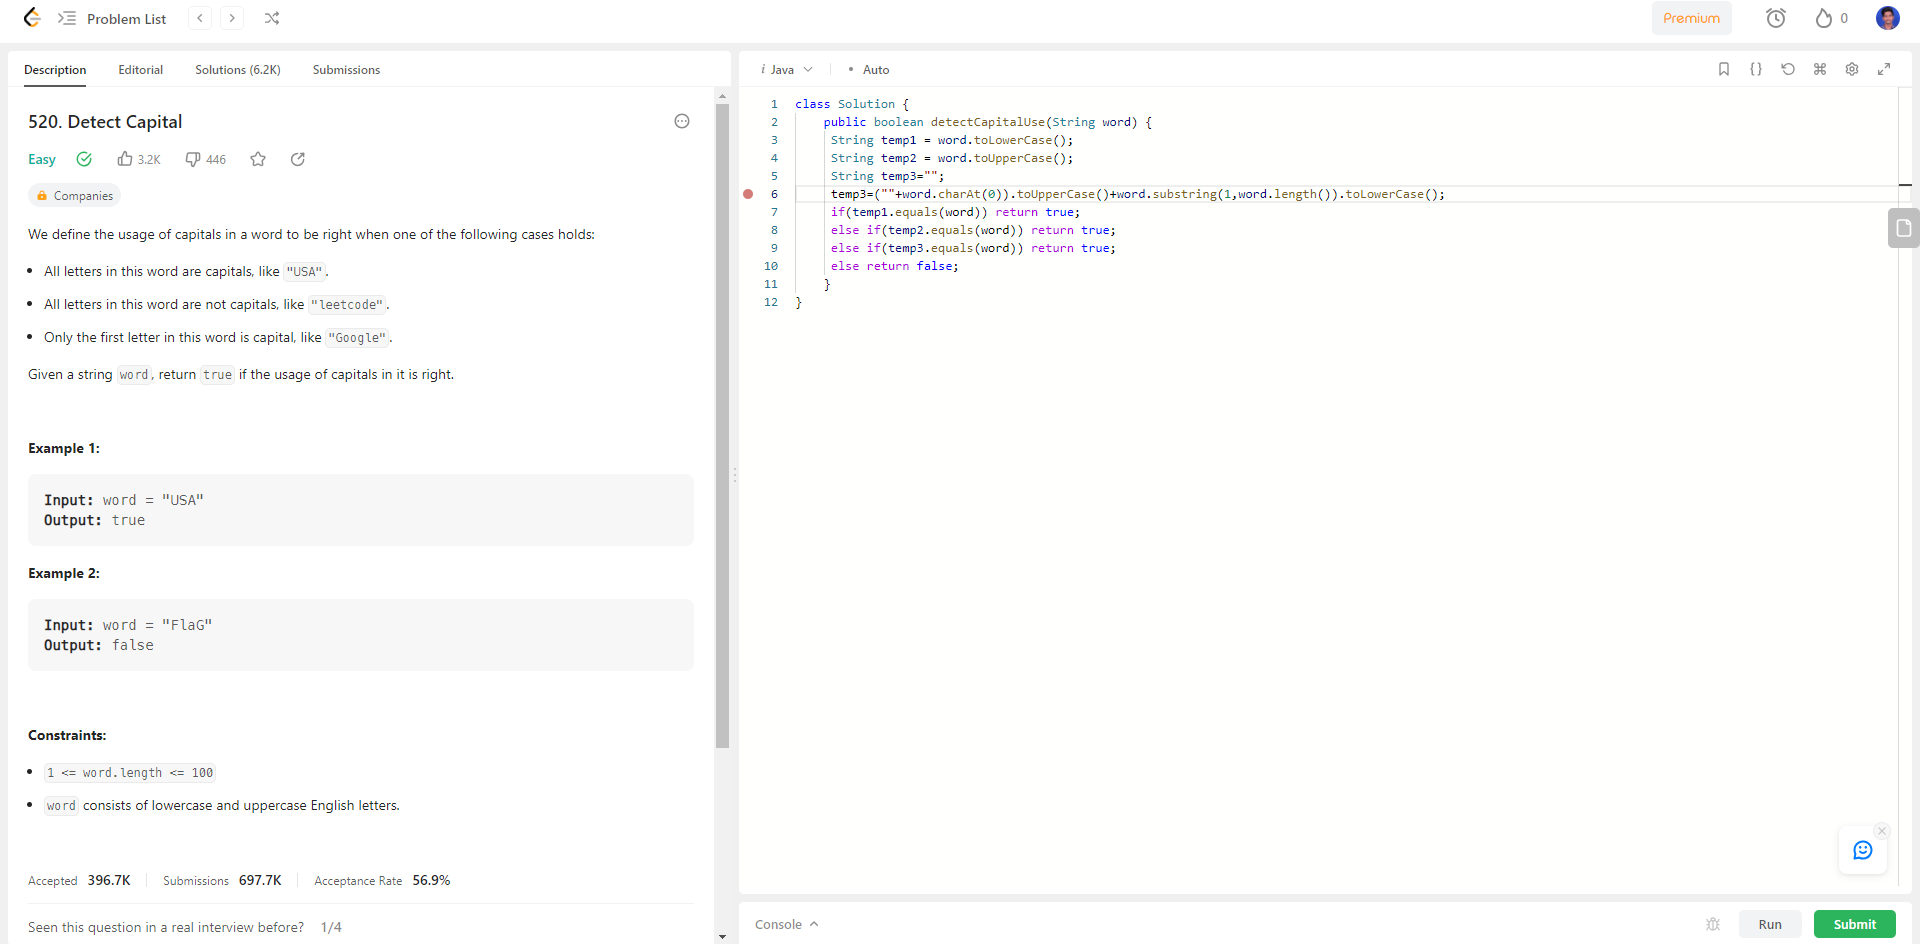 Problem List
Premium
0
Description Editorial Solutions (6.2K) Submissions
520. Detect Capital
Easy 3.2K 446
Companies
We define the usage of capitals in a word to be right when one of the following cases holds:
All letters in this word are capitals, like "USA".
All letters in this word are not capitals, like "leetcode".
Only the first letter in this word is capital, like "Google".
Given a string word, return true if the usage of capitals in it is right.
Example 1:
Input: word = "USA"
Output: true
Example 2:
Input: word = "FlaG"
Output: false
Constraints:
1 <= word.length <= 100
word consists of lowercase and uppercase English letters.
Accepted 396.7K Submissions 697.7K Acceptance Rate 56.9%
Seen this question in a real interview before? 1/4
i Java • Auto
1 class Solution {
2 public boolean detectCapitalUse(String word) {
3 String temp1 = word.toLowerCase();
4 String temp2 = word.toUpperCase();
5 String temp3="";
6 temp3=(""+word.charAt(0)).toUpperCase()+word.substring(1,word.length()).toLowerCase();
7 if(temp1.equals(word)) return true;
8 else if(temp2.equals(word)) return true;
9 else if(temp3.equals(word)) return true;
10 else return false;
11 }
12 }
Console
Run
Submit